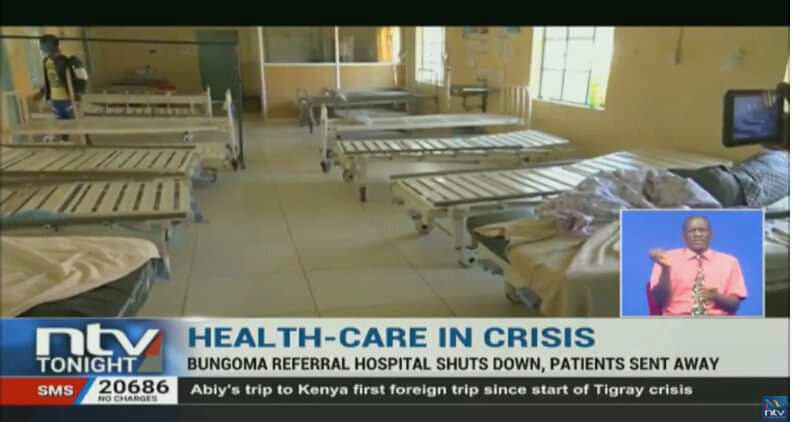 ntv
TONIGHT
HEALTH-CARE IN CRISIS
BUNGOMA REFERRAL HOSPITAL SHUTS DOWN, PATIENTS SENT AWAY
SMS 20686
NO CHARGES
Abiy's trip to Kenya first foreign trip since start of Tigray crisis
ntv